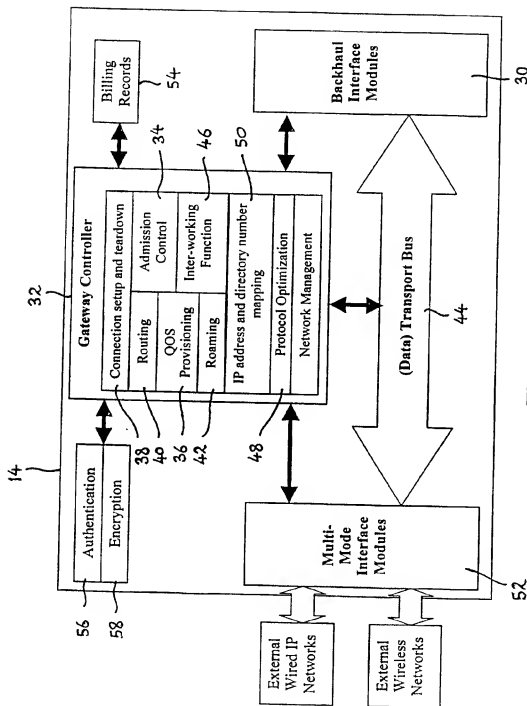 14
32
Authentication
Encryption
56
58
Gateway Controller
Connection setup and teardown
Routing
Admission
Control
QOS
Provisioning
Inter-working
Function
Roaming
IP address and directory number
mapping
Protocol Optimization
Network Management
38
40
36
42
48
34
46
50
Billing
Records
54
Multi-
Mode
Interface
Modules
52
(Data) Transport Bus
44
Backhaul
Interface
Modules
30
External
Wired IP
Networks
External
Wireless
Networks